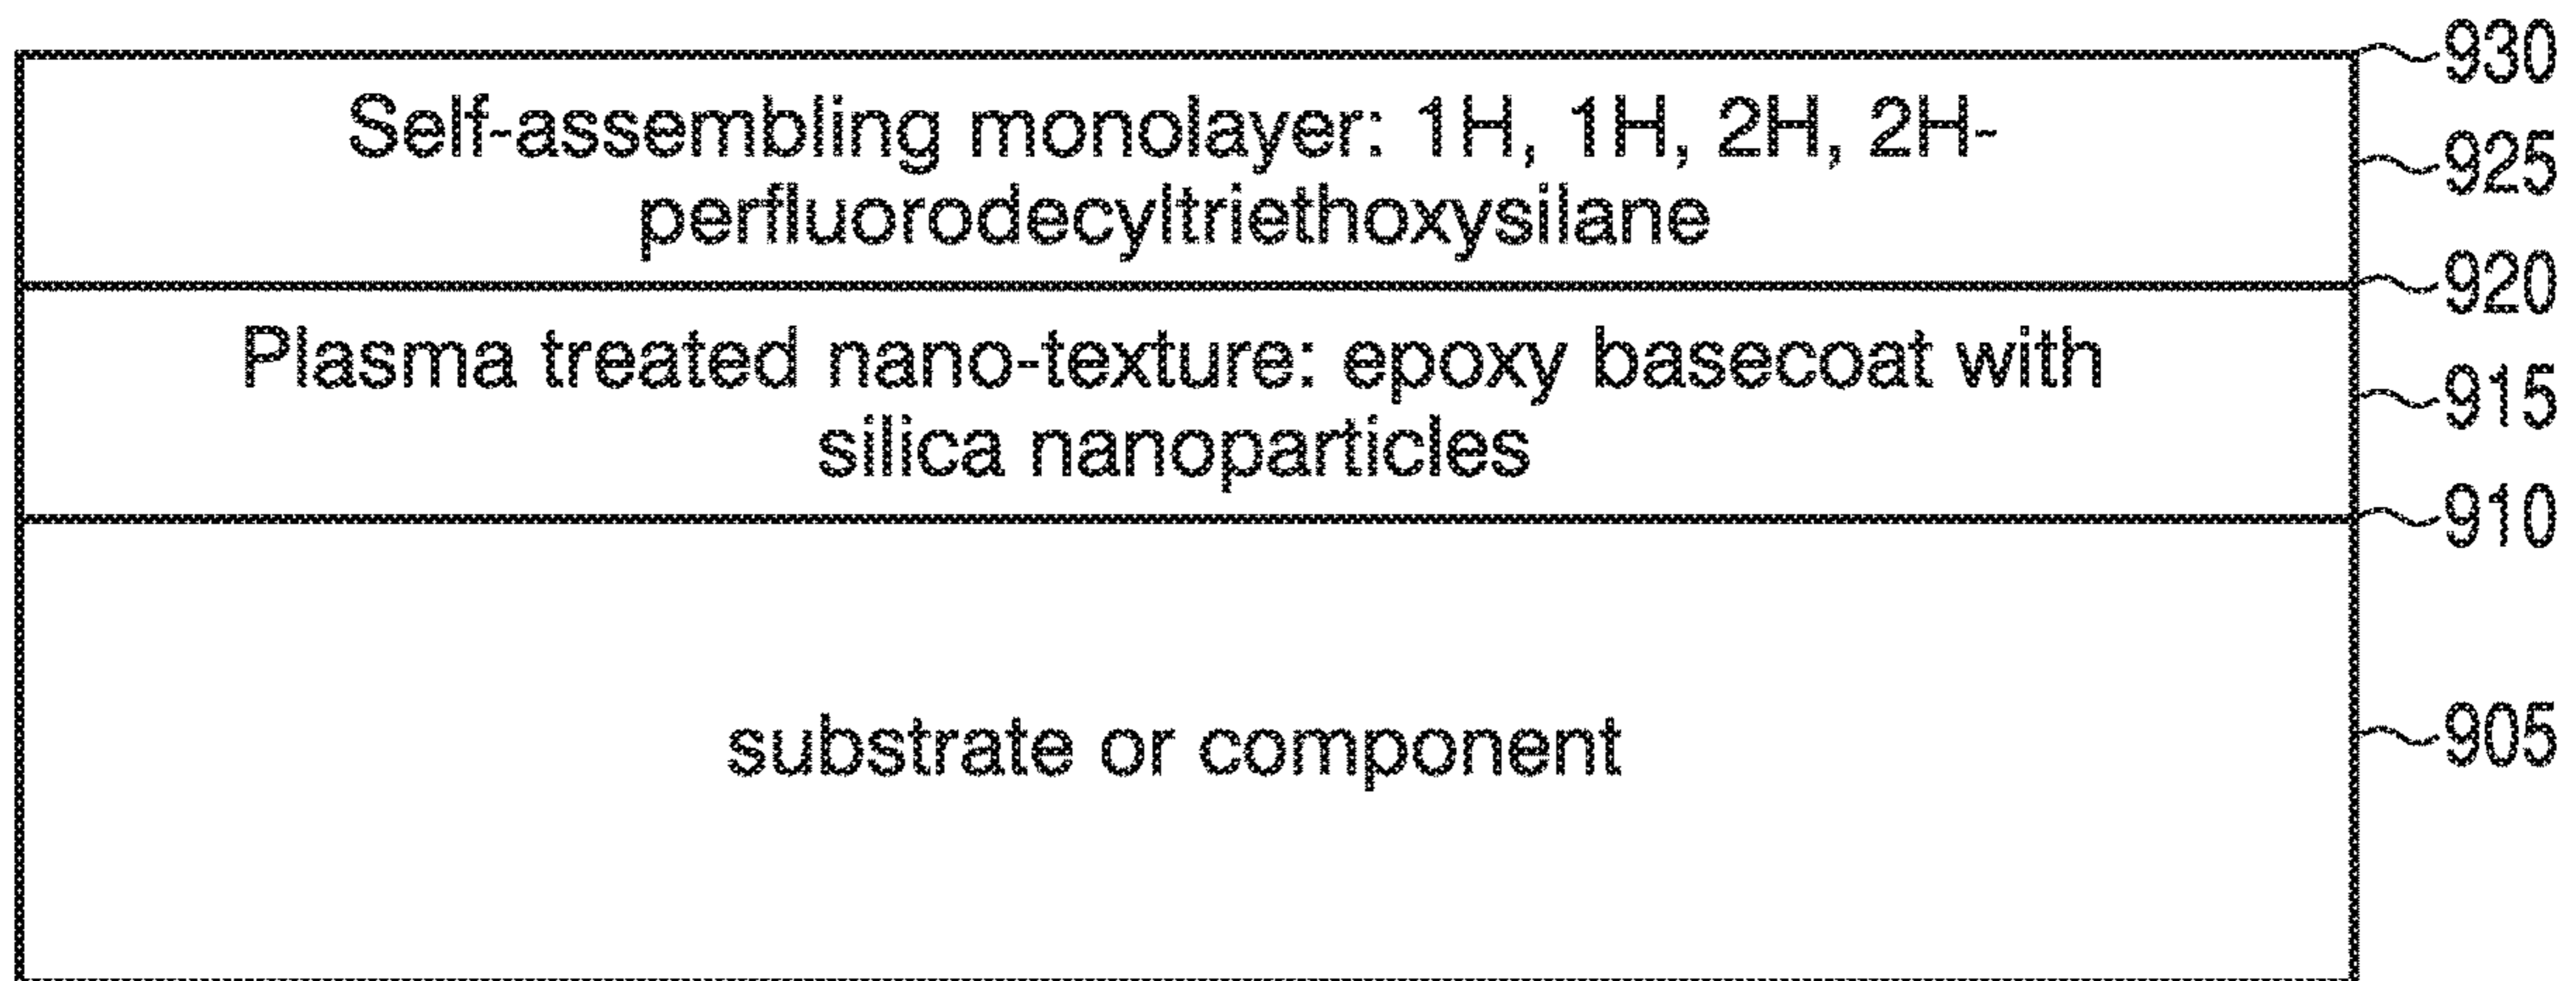 930
Self-assembling monolayer: 1H, 1H, 2H, 2H-
925
perfluorodecyltriethoxysilane
920
Plasma treated nano-texture: epoxy basecoat with
915
silica nanoparticles
910
substrate or component
905